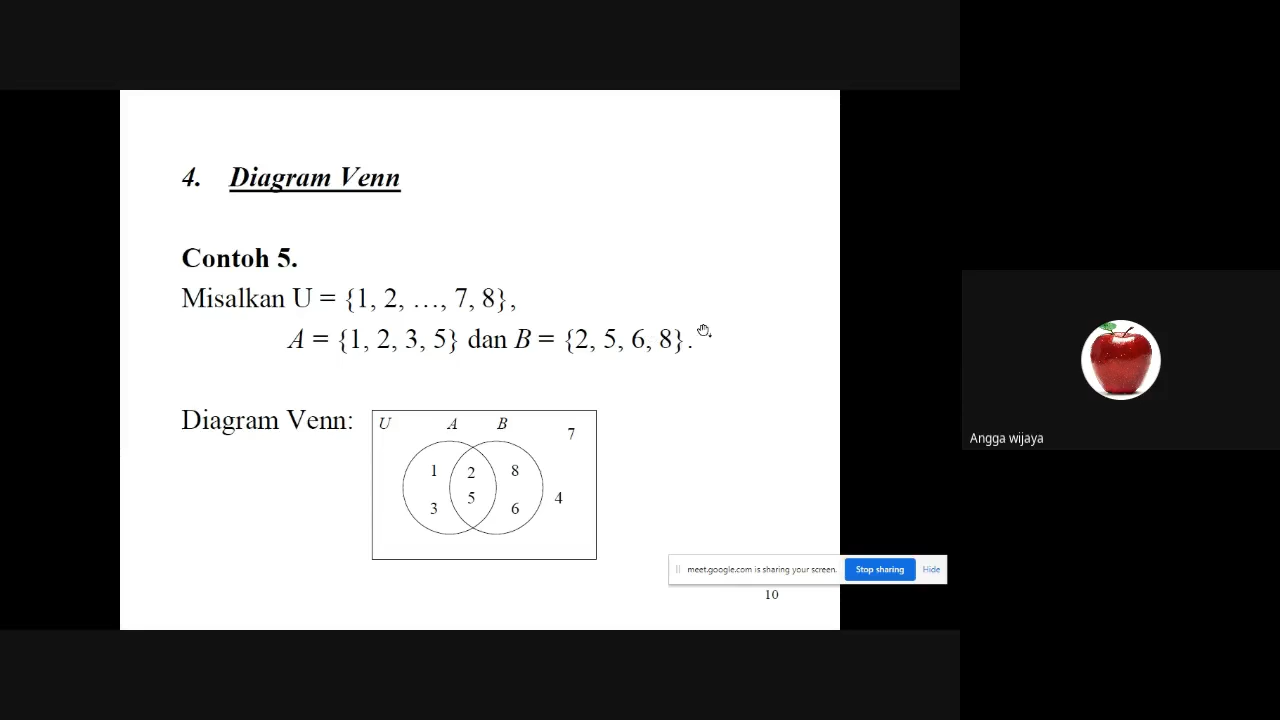 4. Diagram Venn
Contoh 5.
Misalkan U = {1, 2, …, 7, 8},
A = {1, 2, 3, 5} dan B = {2, 5, 6, 8}.
Diagram Venn:
U A B 7
1 2 8
5 4
3 6
meet.google.com is sharing your screen. Stop sharing Hide
10
Angga wijaya